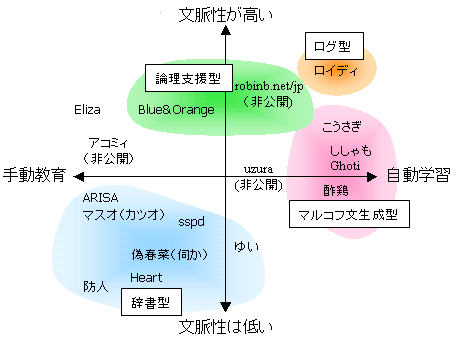 文脈性が高い
ログ型
ロイディ
論理支援型
robinb.net/jp
(非公開)
Eliza
Blue&Orange
こうさぎ
アコミィ
(非公開)
ししゃも
Ghoti
手動教育
uzura
(非公開)
自動学習
酢鶏
ARISA
マスオ(カツオ)
sspd
マルコフ文生成型
偽春菜(伺か)
ゆい
防人
Heart
辞書型
文脈性は低い